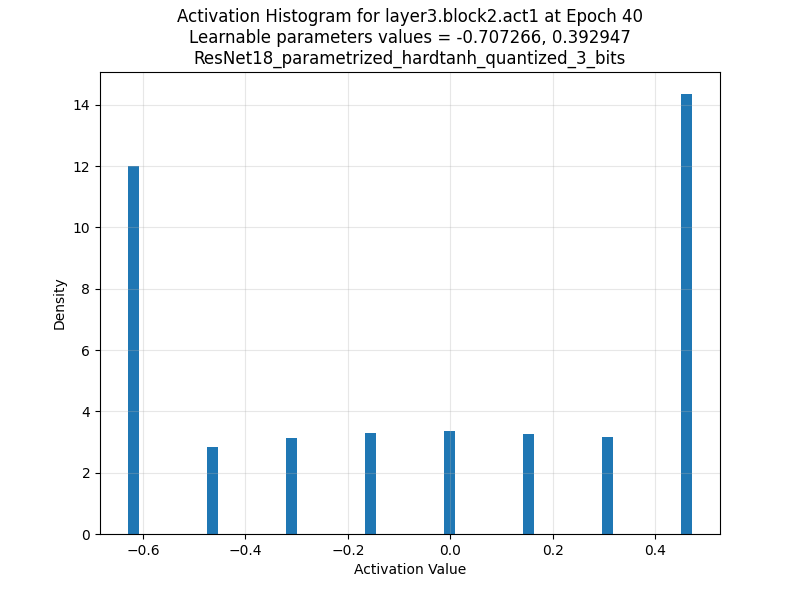 Activation Histogram for layer3.block2.act1 at Epoch 40
Learnable parameters values = -0.707266, 0.392947
ResNet18_parametrized_hardtanh_quantized_3_bits
14
12
10
8
6
4
2
0
Density
−0.6
−0.4
−0.2
0.0
0.2
0.4
Activation Value